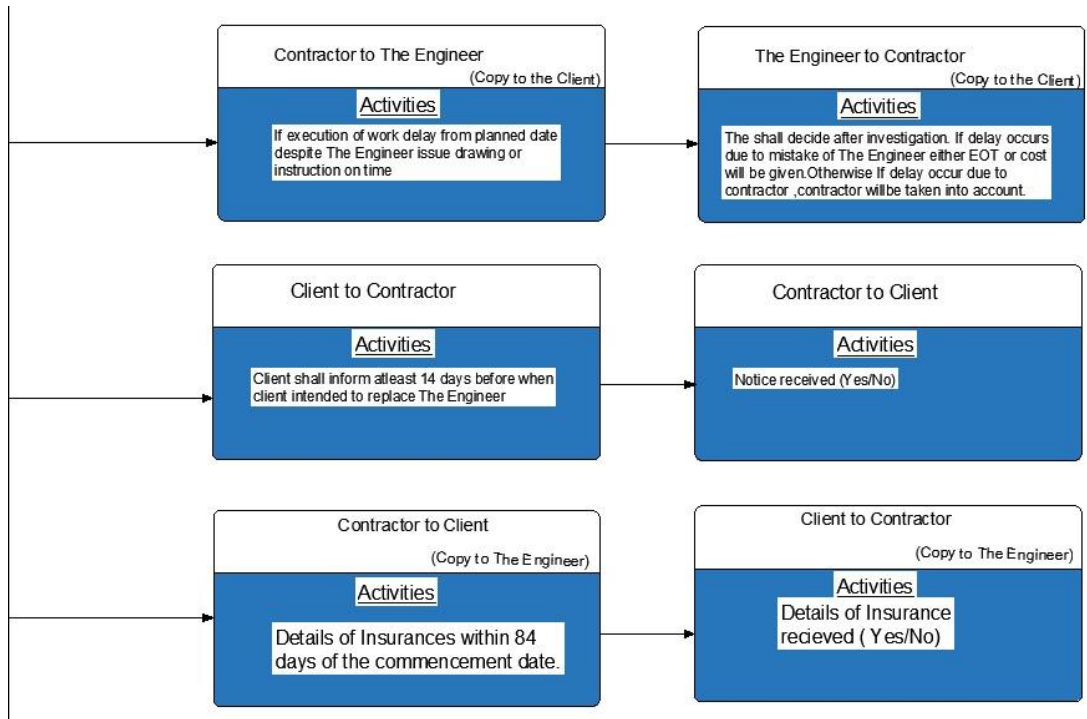 Contractor to The Engineer
(Copy to the Client)
Activities
If execution of work delay from planned date
despite The Engineer issue drawing or
instruction on time
The Engineer to Contractor
(Copy to the Client)
Activities
The shall decide after investigation. If delay occurs
due to mistake of The Engineer either EOT or cost
will be given.Otherwise If delay occur due to
contractor ,contractor willbe taken into account.
Client to Contractor
Activities
Client shall inform atleast 14 days before when
client intended to replace The Engineer
Contractor to Client
Activities
Notice received (Yes/No)
Contractor to Client
(Copy to The Engineer)
Activities
Details of Insurances within 84
days of the commencement date.
Client to Contractor
(Copy to The Engineer)
Activities
Details of Insurance
recieved ( Yes/No)